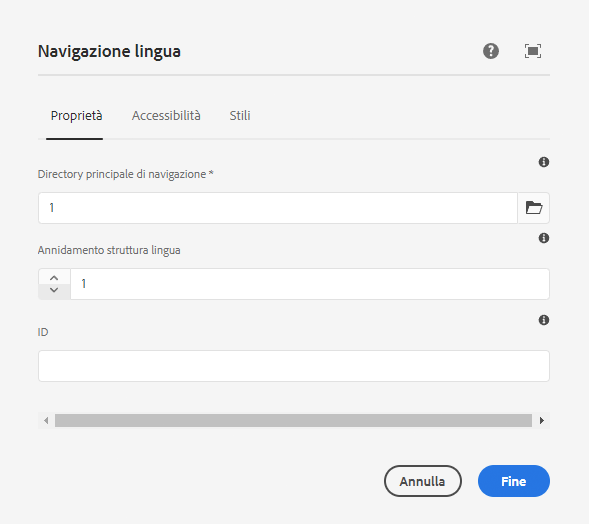 Navigazione lingua
Proprietà Accessibilità Stili
Directory principale di navigazione *
1
Annidamento struttura lingua
1
ID
Annulla Fine